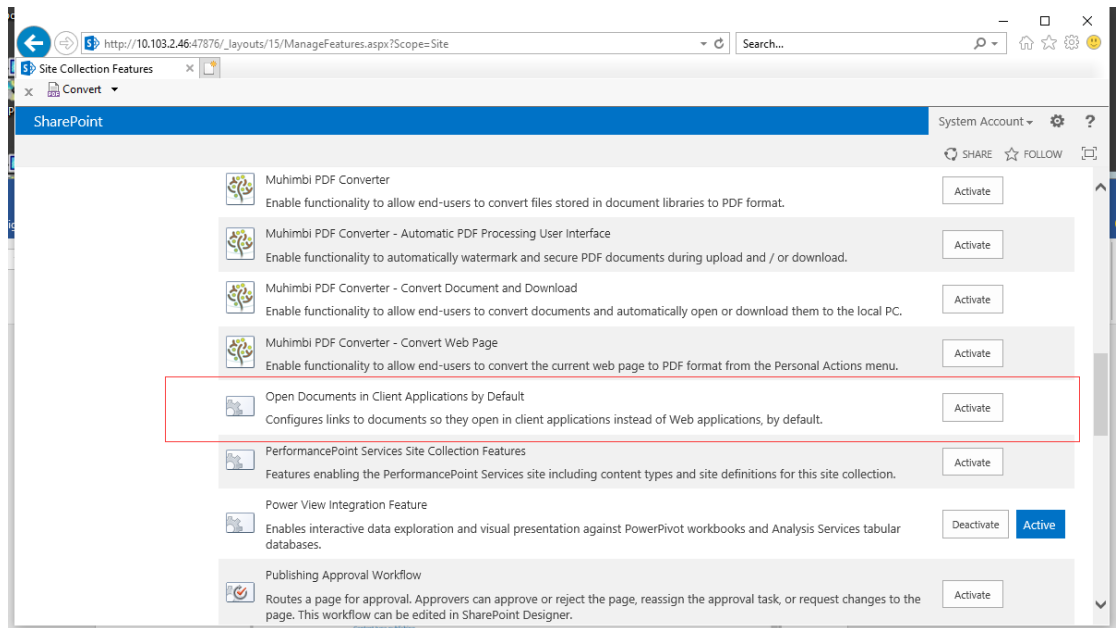 http://10.103.2.46:47876/_layouts/15/ManageFeatures.aspx?Scope=Site
Search...
Site Collection Features
x Convert
SharePoint
System Account
?
SHARE
FOLLOW
Muhimbi PDF Converter
Enable functionality to allow end-users to convert files stored in document libraries to PDF format.
Activate
Muhimbi PDF Converter - Automatic PDF Processing User Interface
Enable functionality to automatically watermark and secure PDF documents during upload and / or download.
Activate
Muhimbi PDF Converter - Convert Document and Download
Enable functionality to allow end-users to convert documents and automatically open or download them to the local PC.
Activate
Muhimbi PDF Converter - Convert Web Page
Enable functionality to allow end-users to convert the current web page to PDF format from the Personal Actions menu.
Activate
Open Documents in Client Applications by Default
Configures links to documents so they open in client applications instead of Web applications, by default.
Activate
PerformancePoint Services Site Collection Features
Features enabling the PerformancePoint Services site including content types and site definitions for this site collection.
Activate
Power View Integration Feature
Enables interactive data exploration and visual presentation against PowerPivot workbooks and Analysis Services tabular
databases.
Deactivate
Active
Publishing Approval Workflow
Routes a page for approval. Approvers can approve or reject the page, reassign the approval task, or request changes to the
page. This workflow can be edited in SharePoint Designer.
Activate